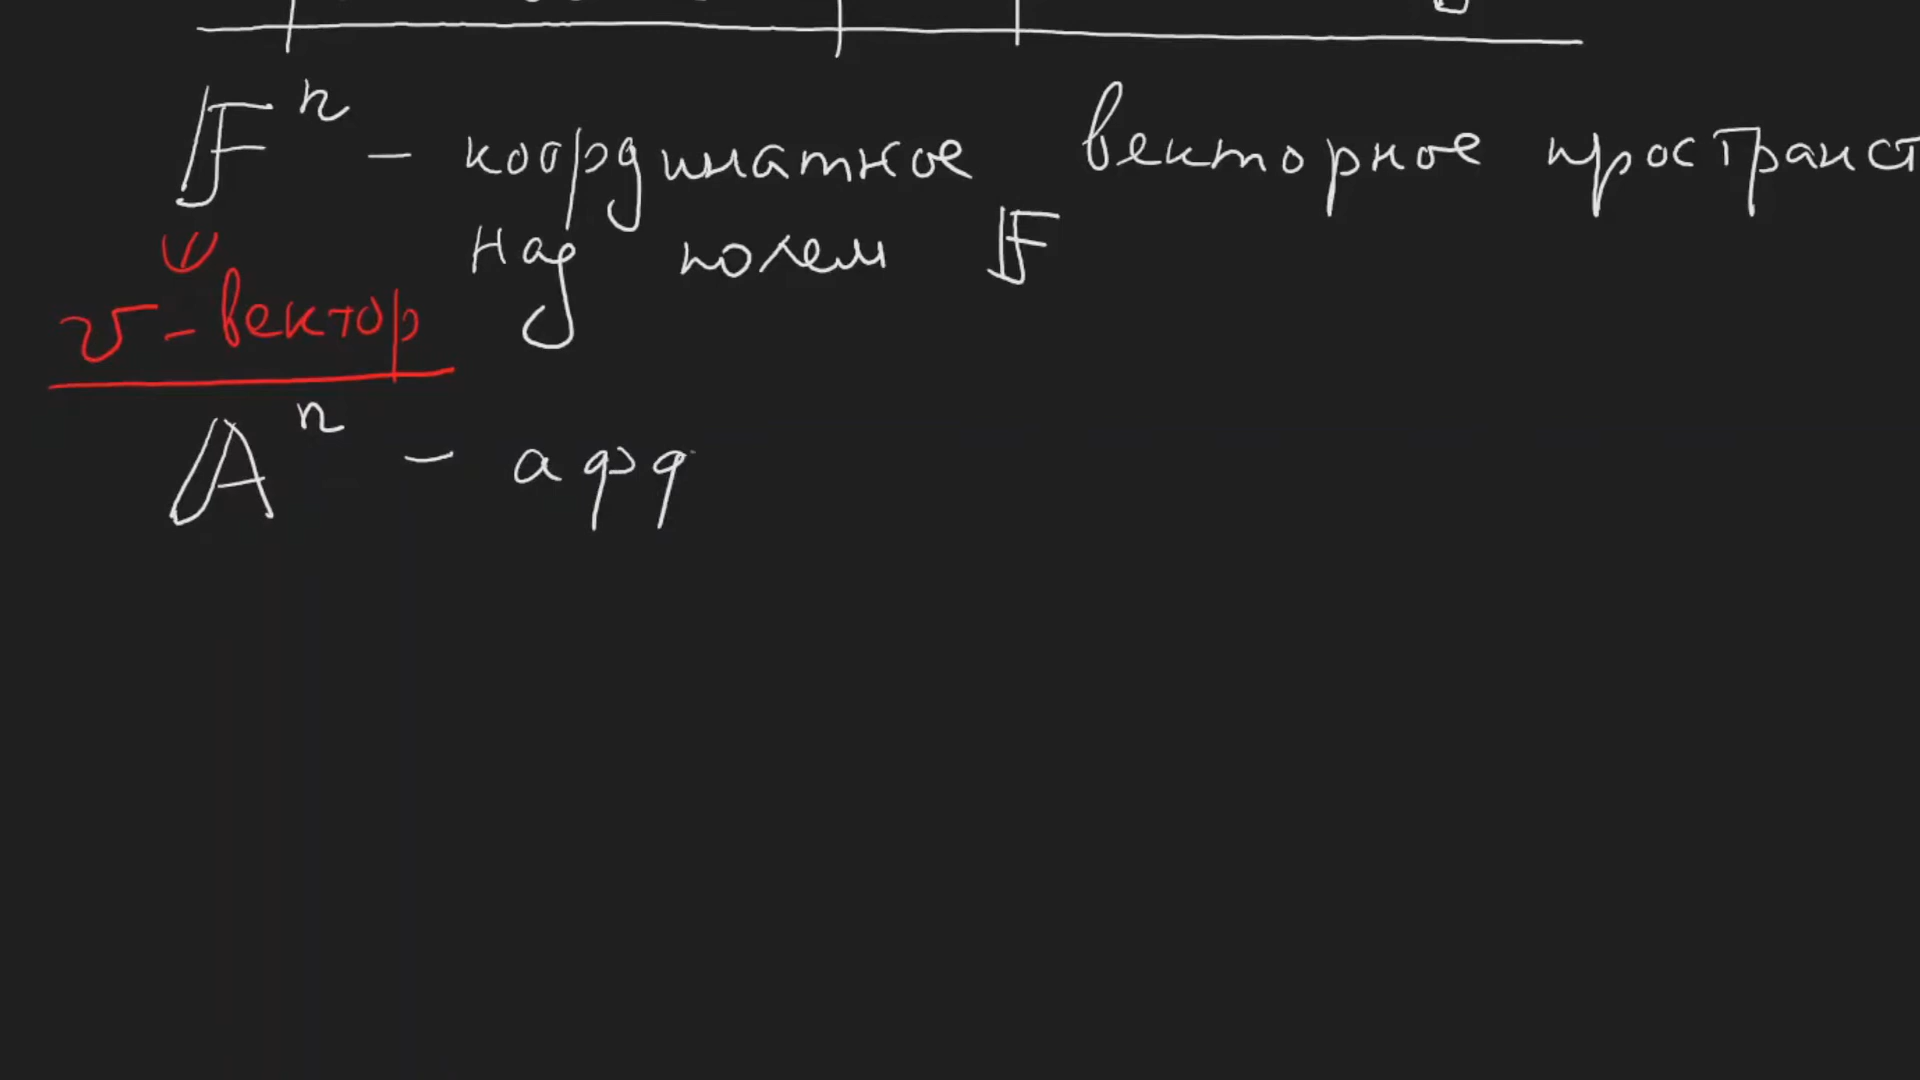 𝔽ⁿ – координатное векторное пространст
над полем 𝔽
v – вектор
𝔸ⁿ – афф